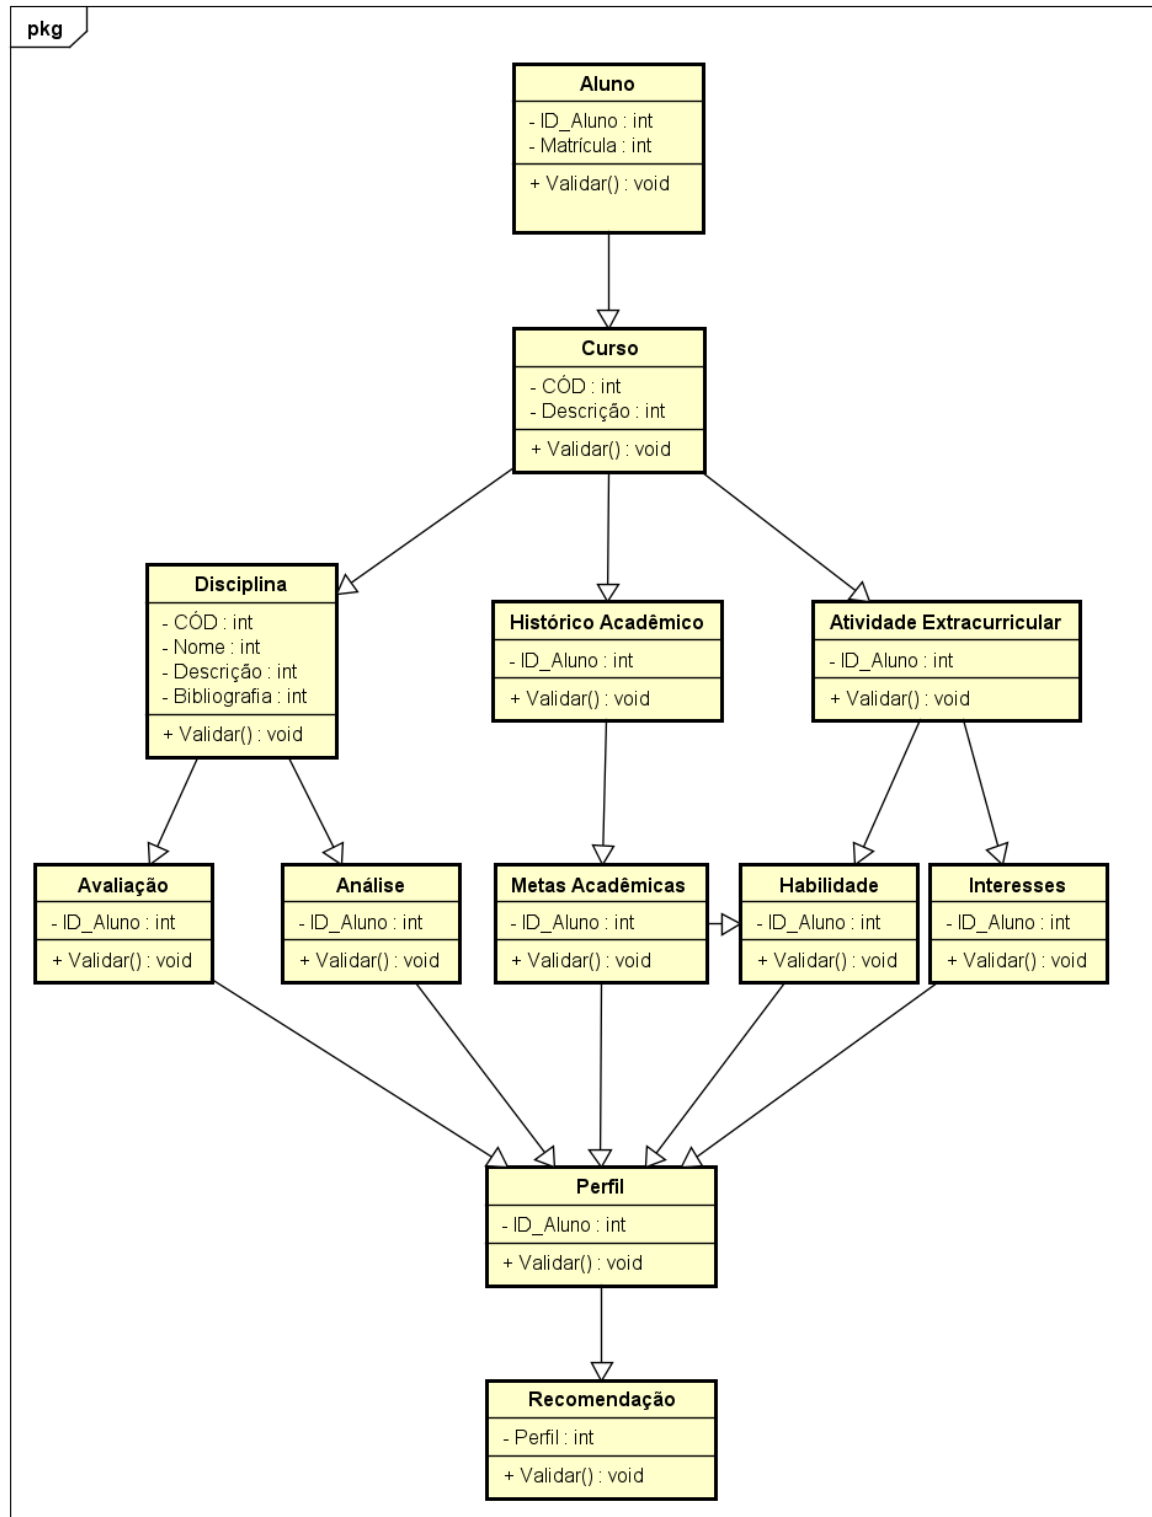 pkg
Aluno
- ID_Aluno : int
- Matrícula : int
+ Validar() : void
Curso
- CÓD : int
- Descrição : int
+ Validar() : void
Disciplina
- CÓD : int
- Nome : int
- Descrição : int
- Bibliografia : int
+ Validar() : void
Histórico Acadêmico
- ID_Aluno : int
+ Validar() : void
Atividade Extracurricular
- ID_Aluno : int
+ Validar() : void
Avaliação
- ID_Aluno : int
+ Validar() : void
Análise
- ID_Aluno : int
+ Validar() : void
Metas Acadêmicas
- ID_Aluno : int
+ Validar() : void
Habilidade
- ID_Aluno : int
+ Validar() : void
Interesses
- ID_Aluno : int
+ Validar() : void
Perfil
- ID_Aluno : int
+ Validar() : void
Recomendação
- Perfil : int
+ Validar() : void